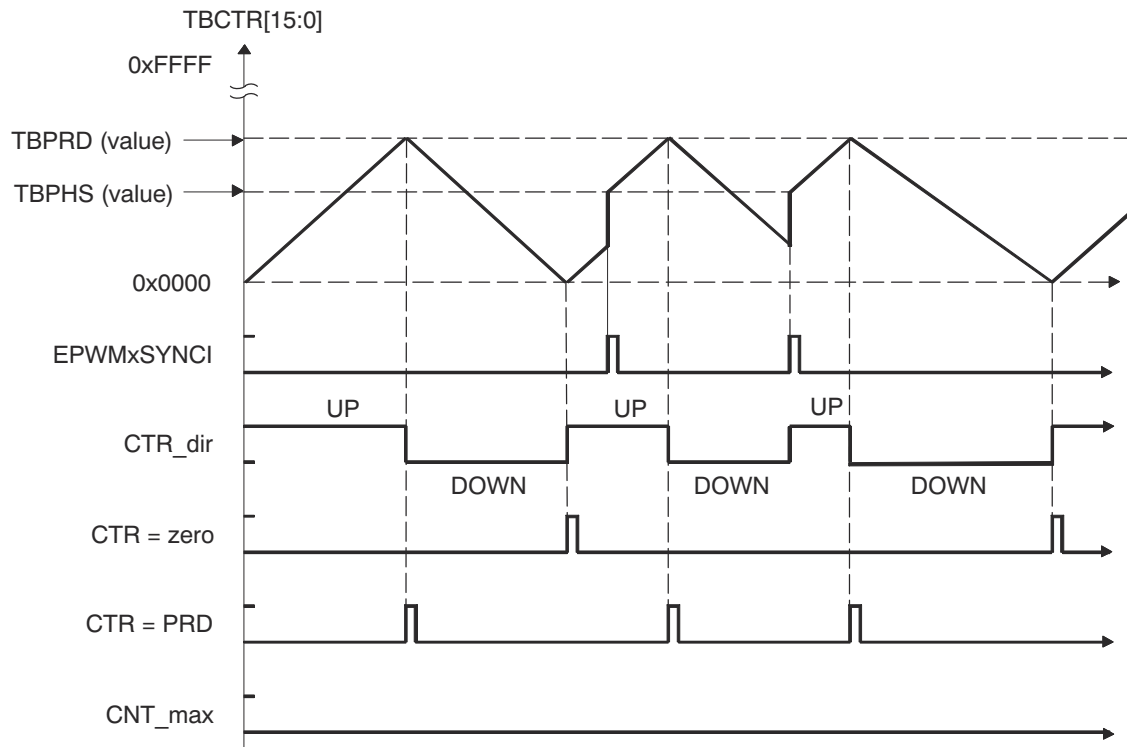 TBCTR[15:0]
0xFFFF
TBPRD (value)
TBPHS (value)
0x0000
EPWMxSYNCI
UP UP UP
CTR_dir
DOWN DOWN DOWN
CTR = zero
CTR = PRD
CNT_max